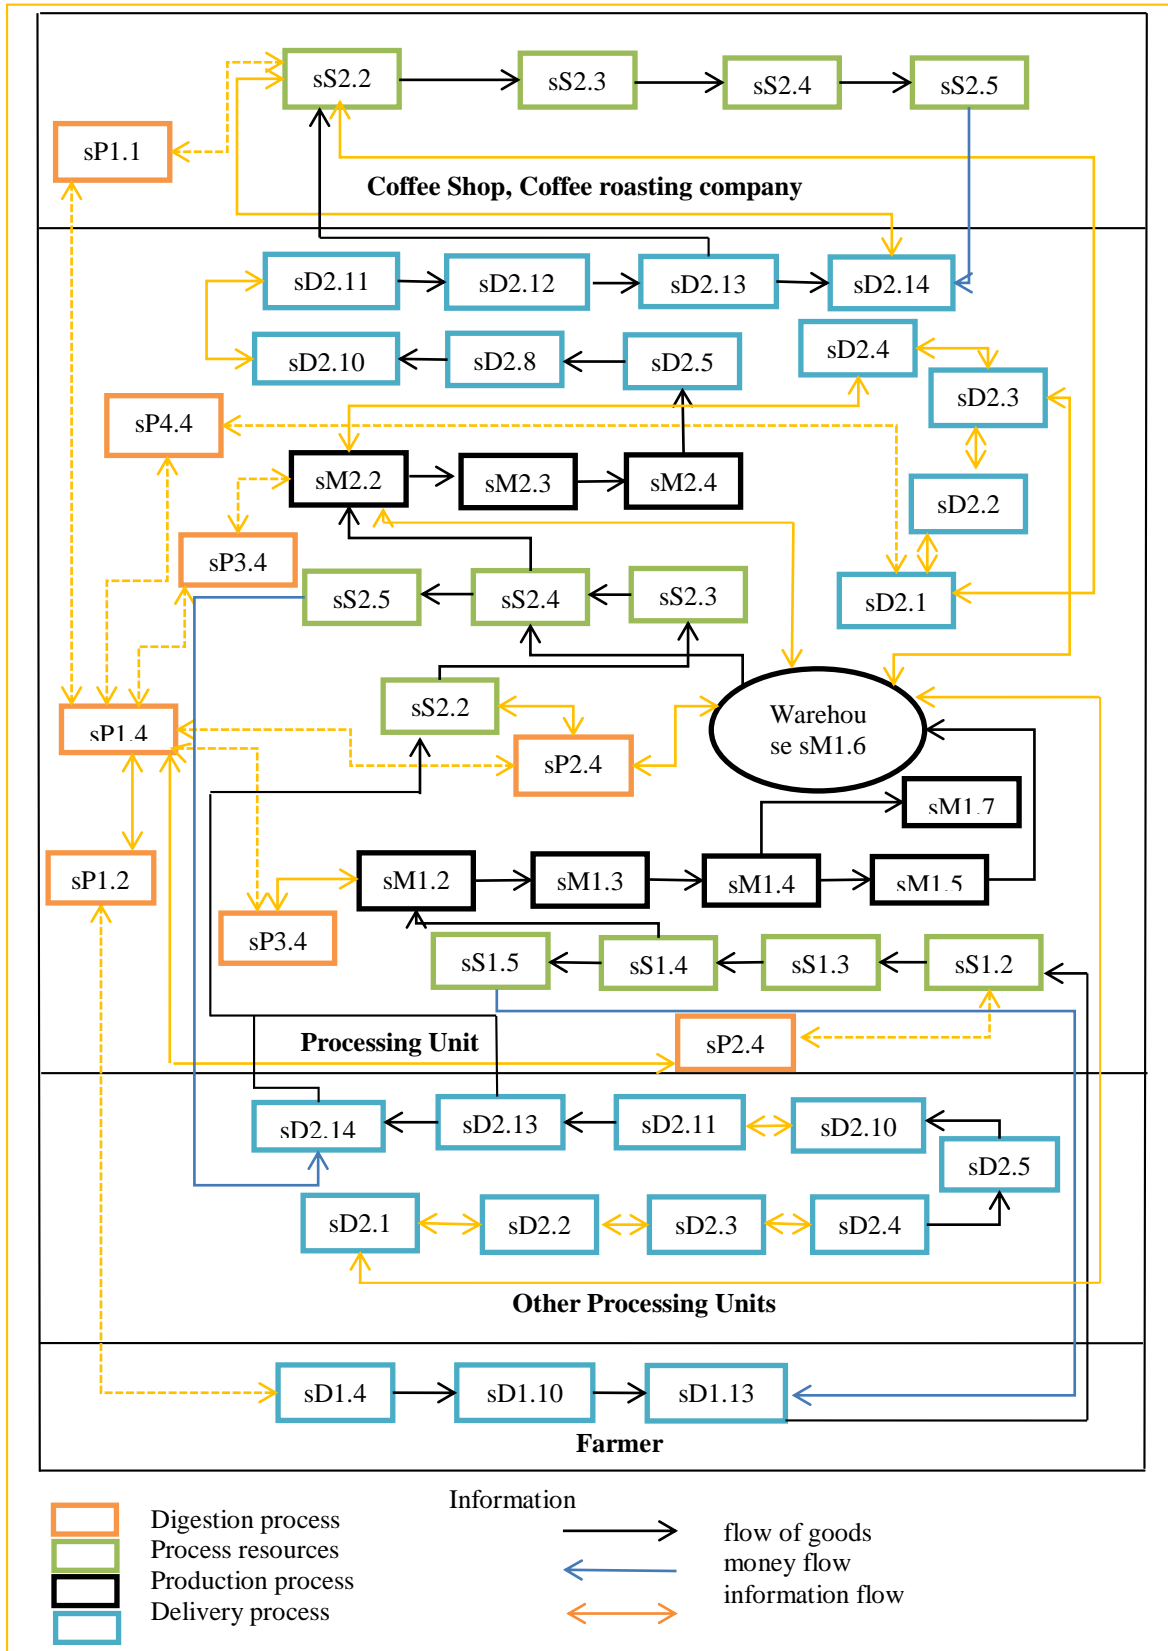 sS2.2
sS2.3
sS2.4
sS2.5
sP1.1
Coffee Shop, Coffee roasting company
sD2.11
sD2.12
sD2.13
sD2.14
sD2.10
sD2.8
sD2.5
sD2.4
sD2.3
sP4.4
sM2.2
sM2.3
sM2.4
sD2.2
sP3.4
sS2.5
sS2.4
sS2.3
sD2.1
sS2.2
sP1.4
sP2.4
Warehou
se sM1.6
sM1.7
sP1.2
sM1.2
sM1.3
sM1.4
sM1.5
sP3.4
sS1.5
sS1.4
sS1.3
sS1.2
Processing Unit
sP2.4
sD2.14
sD2.13
sD2.11
sD2.10
sD2.5
sD2.1
sD2.2
sD2.3
sD2.4
Other Processing Units
sD1.4
sD1.10
sD1.13
Farmer
Information
Digestion process
Process resources
Production process
Delivery process
flow of goods
money flow
information flow